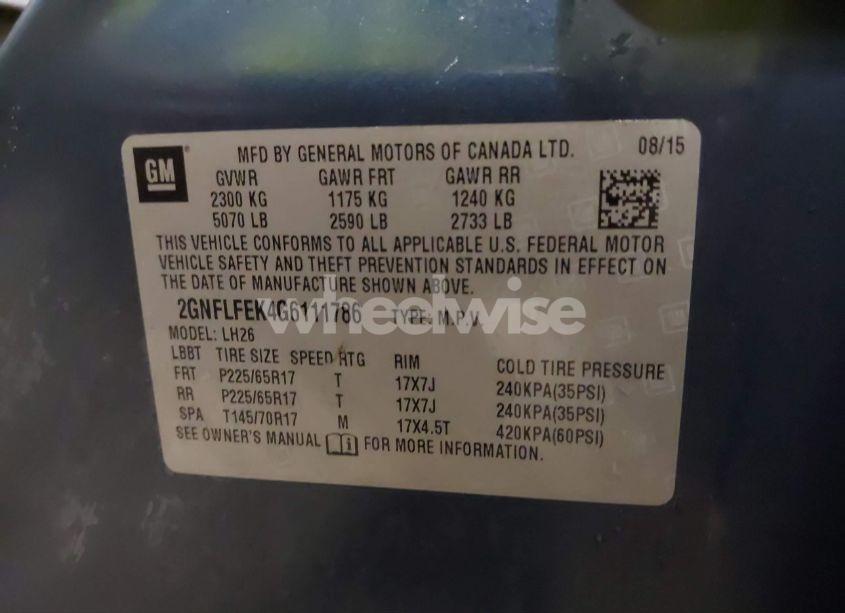 GM
MFD BY GENERAL MOTORS OF CANADA LTD. 08/15
GVWR GAWR FRT GAWR RR
2300 KG 1175 KG 1240 KG
5070 LB 2590 LB 2733 LB
THIS VEHICLE CONFORMS TO ALL APPLICABLE U.S. FEDERAL MOTOR
VEHICLE SAFETY AND THEFT PREVENTION STANDARDS IN EFFECT ON
THE DATE OF MANUFACTURE SHOWN ABOVE.
2GNFLFEK4G6111786 TYPE: M.P.V
wheelwise
MODEL: LH26
LBBT TIRE SIZE SPEED RTG RIM COLD TIRE PRESSURE
FRT P225/65R17 T 17X7J 240KPA(35PSI)
RR P225/65R17 T 17X7J 240KPA(35PSI)
SPA T145/70R17 M 17X4.5T 420KPA(60PSI)
SEE OWNER'S MANUAL FOR MORE INFORMATION.